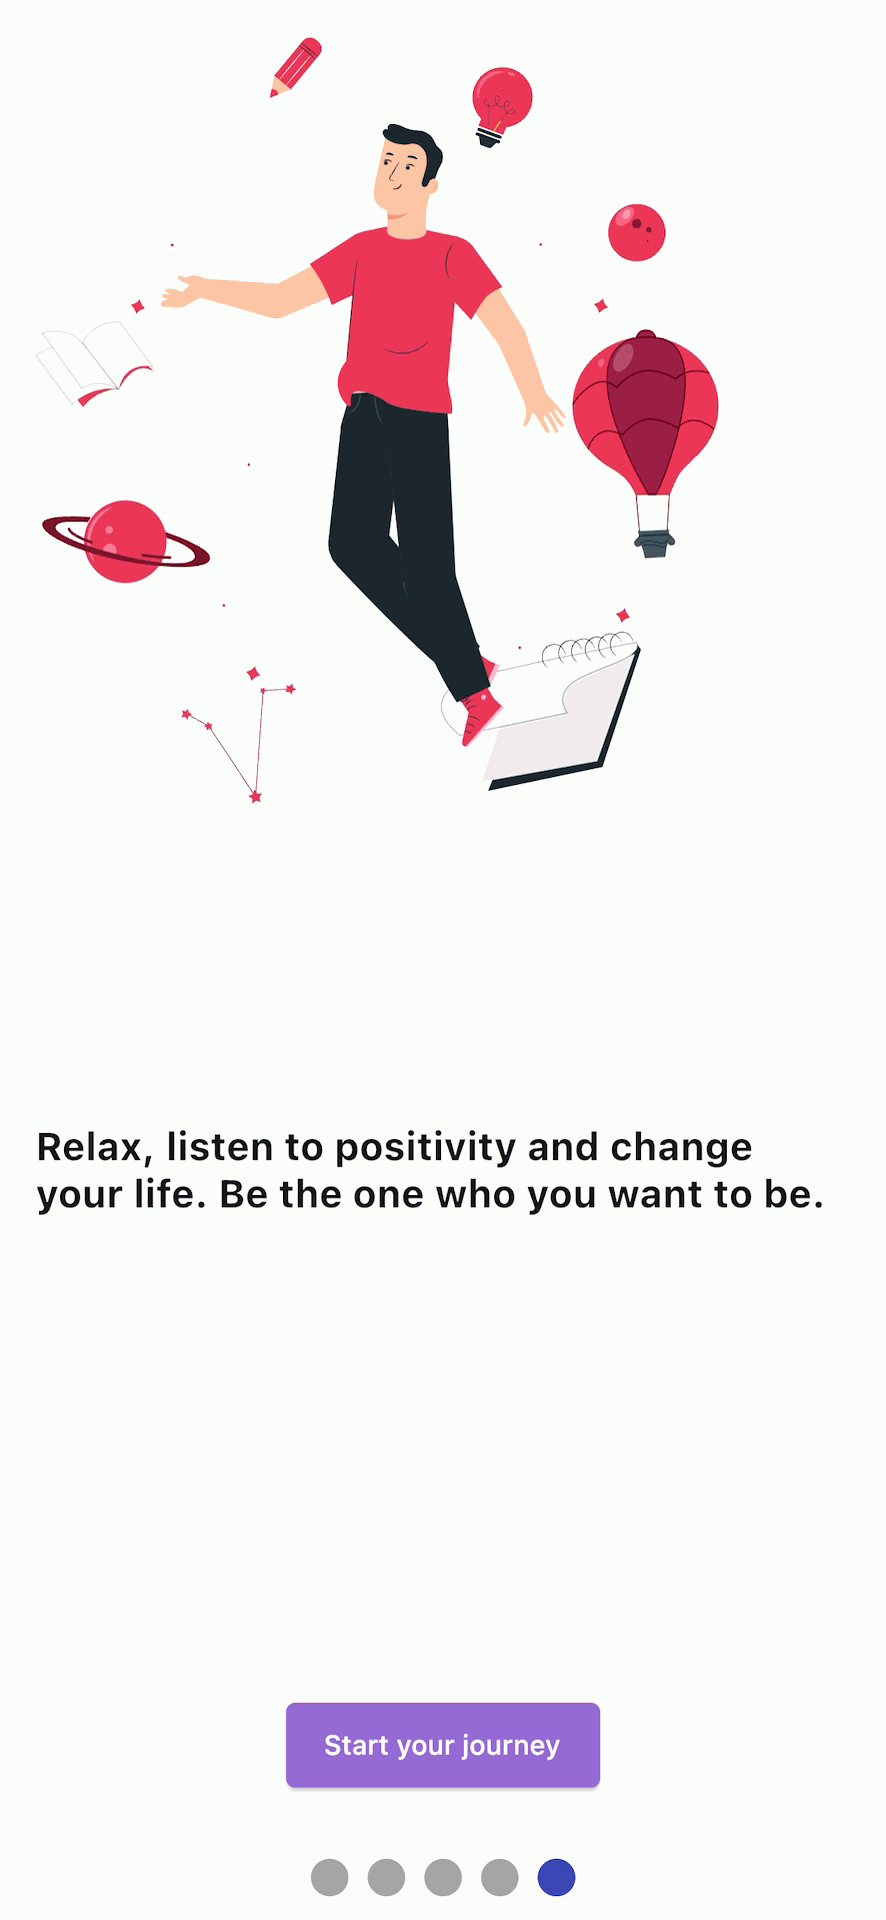 Relax, listen to positivity and change
your life. Be the one who you want to be.
Start your journey